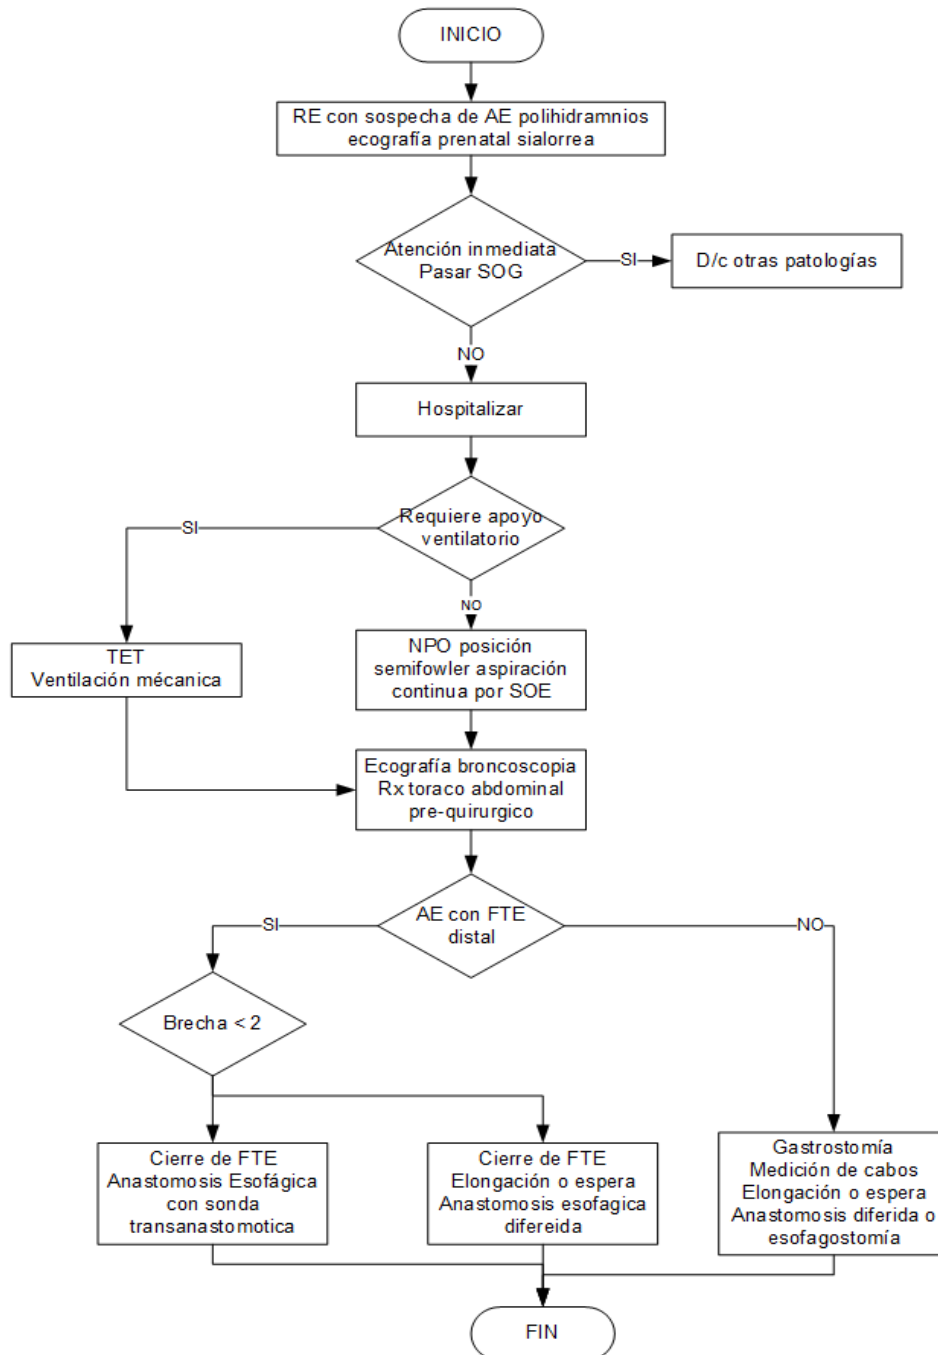 INICIO
RE con sospecha de AE polihidramnios
ecografía prenatal sialorrea
Atención inmediata
Pasar SOG
SI
D/c otras patologías
NO
Hospitalizar
Requiere apoyo
ventilatorio
SI
NO
TET
Ventilación mécanica
NPO posición
semifowler aspiración
continua por SOE
Ecografía broncoscopia
Rx toraco abdominal
pre-quirurgico
AE con FTE
distal
SI
NO
Brecha < 2
Cierre de FTE
Anastomosis Esofágica
con sonda
transanastomotica
Cierre de FTE
Elongación o espera
Anastomosis esofagica
difereida
Gastrostomía
Medición de cabos
Elongación o espera
Anastomosis diferida o
esofagostomía
FIN